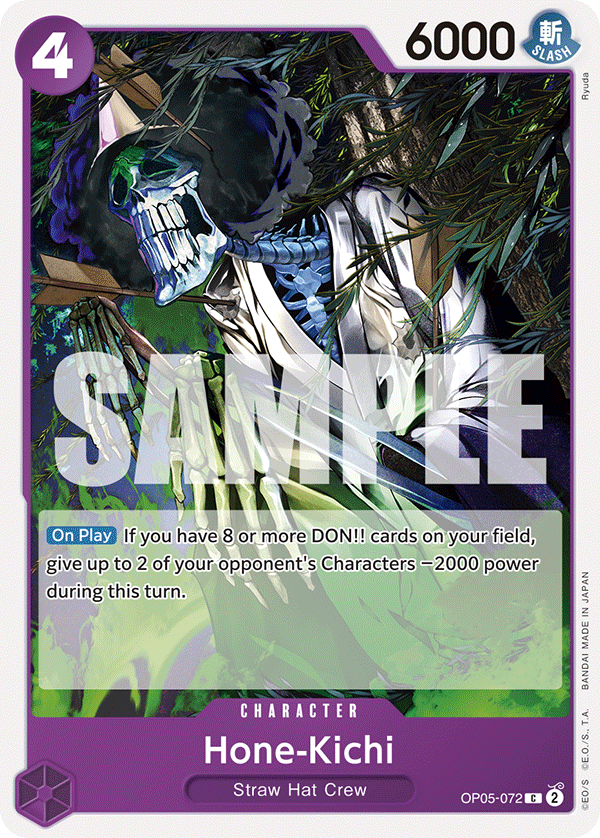 4
6000
斬
SLASH
Ryuda
SAMPLE
On Play If you have 8 or more DON!! cards on your field,
give up to 2 of your opponent's Characters −2000 power
during this turn.
CHARACTER
Hone-Kichi
Straw Hat Crew
OP05-072 C 2
©EO/S ©E.O./S., T.A. BANDAI MADE IN JAPAN